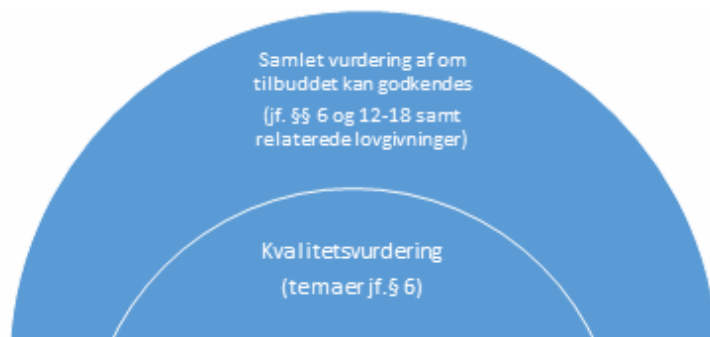 Samlet vurdering af om
tilbuddet kan godkendes
(jf. §§ 6 og 12-18 samt
relaterede lovgivninger)
Kvalitetsvurdering
(temaer jf. § 6)